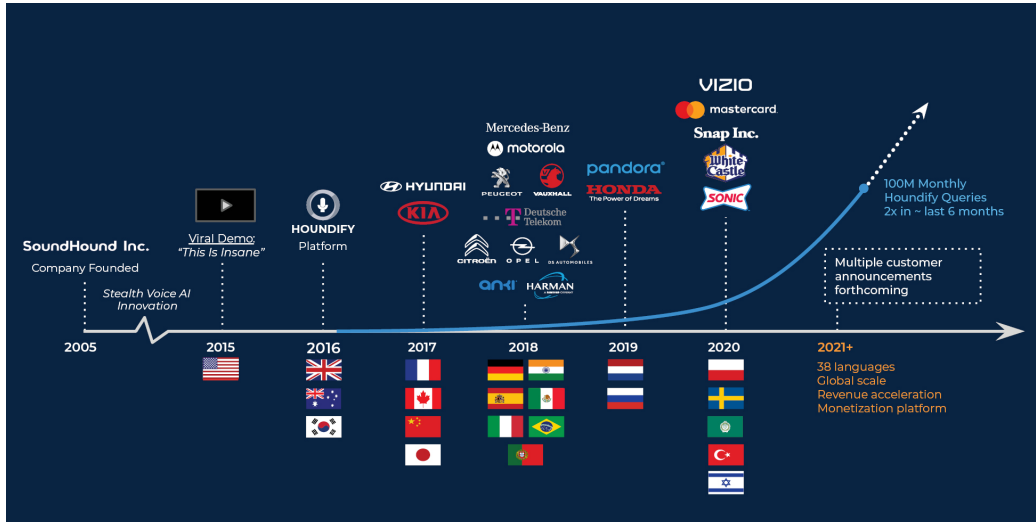 SoundHound Inc.
Company Founded
Stealth Voice AI
Innovation
Viral Demo:
"This Is Insane"
HOUNDIFY
Platform
HYUNDAI
KIA
Mercedes-Benz
motorola
PEUGEOT
VAUXHALL
Deutsche
Telekom
CITROËN
OPEL
DS AUTOMOBILES
anki
HARMAN
pandora
HONDA
The Power of Dreams
VIZIO
mastercard.
Snap Inc.
White
Castle
SONIC
100M Monthly
Houndify Queries
2x in ~ last 6 months
Multiple customer
announcements
forthcoming
2005
2015
2016
2017
2018
2019
2020
2021+
38 languages
Global scale
Revenue acceleration
Monetization platform